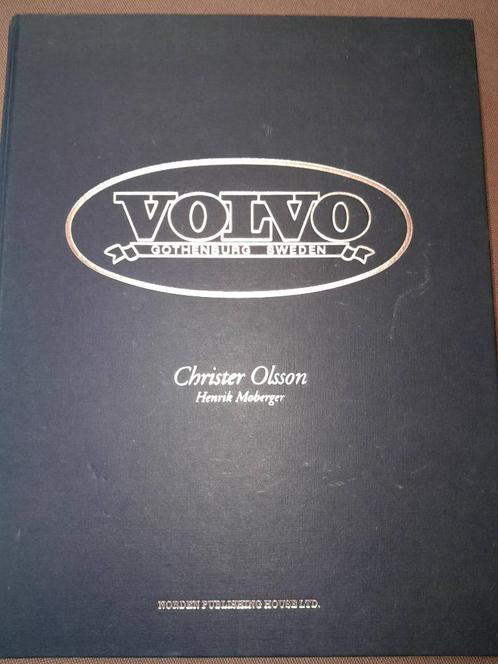 VOLVO
GOTHENBURG SWEDEN
Christer Olsson
Henrik Moberger
NORDEN PUBLISHING HOUSE LTD.